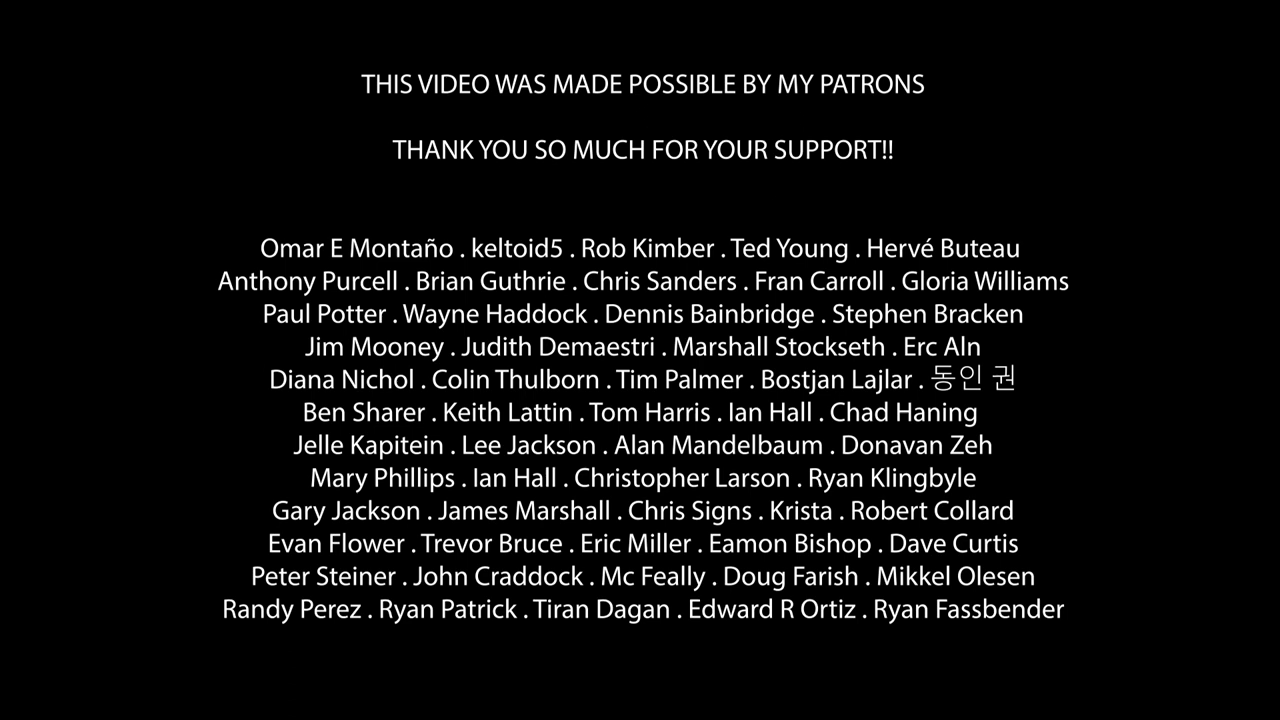 THIS VIDEO WAS MADE POSSIBLE BY MY PATRONS
THANK YOU SO MUCH FOR YOUR SUPPORT!!
Omar E Montaño . keltoid5 . Rob Kimber . Ted Young . Hervé Buteau
Anthony Purcell . Brian Guthrie . Chris Sanders . Fran Carroll . Gloria Williams
Paul Potter . Wayne Haddock . Dennis Bainbridge . Stephen Bracken
Jim Mooney . Judith Demaestri . Marshall Stockseth . Erc Aln
Diana Nichol . Colin Thulborn . Tim Palmer . Bostjan Lajlar . 동인 권
Ben Sharer . Keith Lattin . Tom Harris . Ian Hall . Chad Haning
Jelle Kapitein . Lee Jackson . Alan Mandelbaum . Donavan Zeh
Mary Phillips . Ian Hall . Christopher Larson . Ryan Klingbyle
Gary Jackson . James Marshall . Chris Signs . Krista . Robert Collard
Evan Flower . Trevor Bruce . Eric Miller . Eamon Bishop . Dave Curtis
Peter Steiner . John Craddock . Mc Feally . Doug Farish . Mikkel Olesen
Randy Perez . Ryan Patrick . Tiran Dagan . Edward R Ortiz . Ryan Fassbender